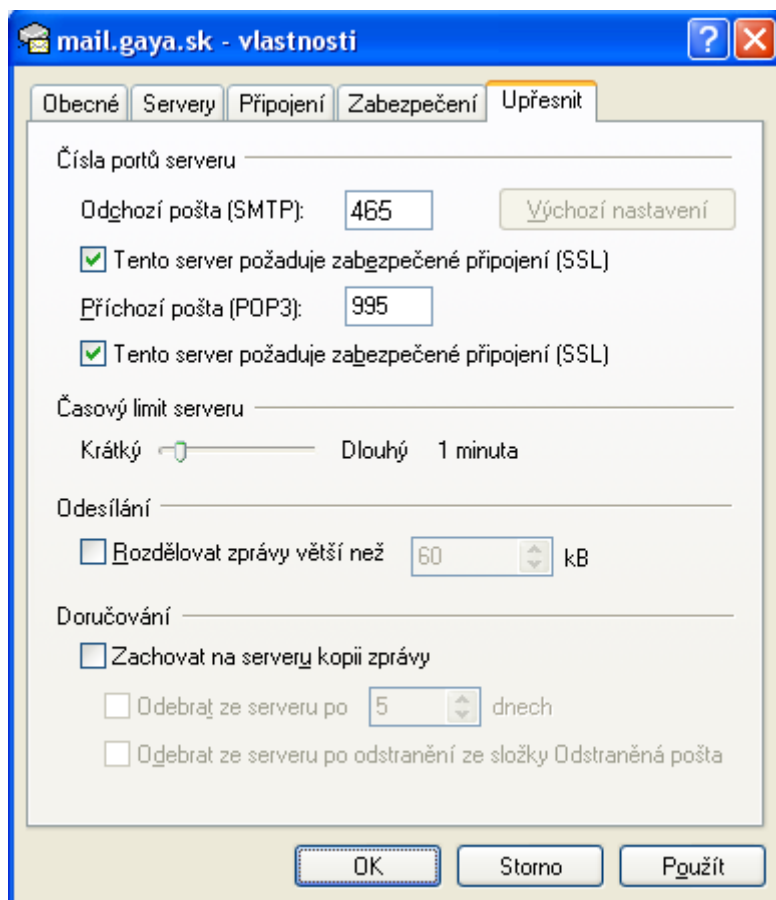 mail.gaya.sk - vlastnosti
Obecné Servery Připojení Zabezpečení Upřesnit
Čísla portů serveru
Odchozí pošta (SMTP): 465 Výchozí nastavení
Tento server požaduje zabezpečené připojení (SSL)
Příchozí pošta (POP3): 995
Tento server požaduje zabezpečené připojení (SSL)
Časový limit serveru
Krátký Dlouhý 1 minuta
Odesílání
Rozdělovat zprávy větší než 60 kB
Doručování
Zachovat na serveru kopii zprávy
Odebrat ze serveru po 5 dnech
Odebrat ze serveru po odstranění ze složky Odstraněná pošta
OK Storno Použít